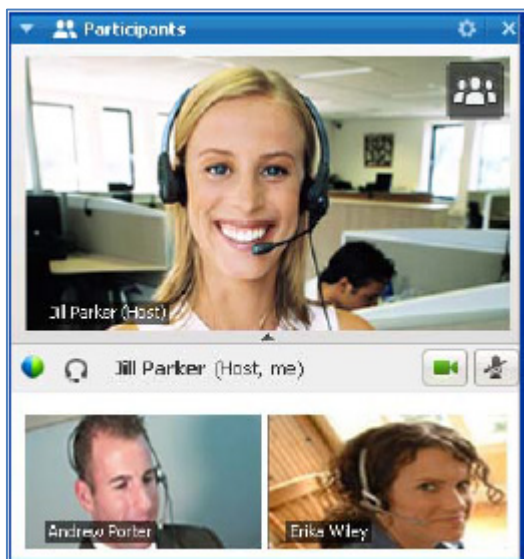 Participants
Jill Parker (Host)
Jill Parker (Host, me)
Andrew Porter
Erika Wiley